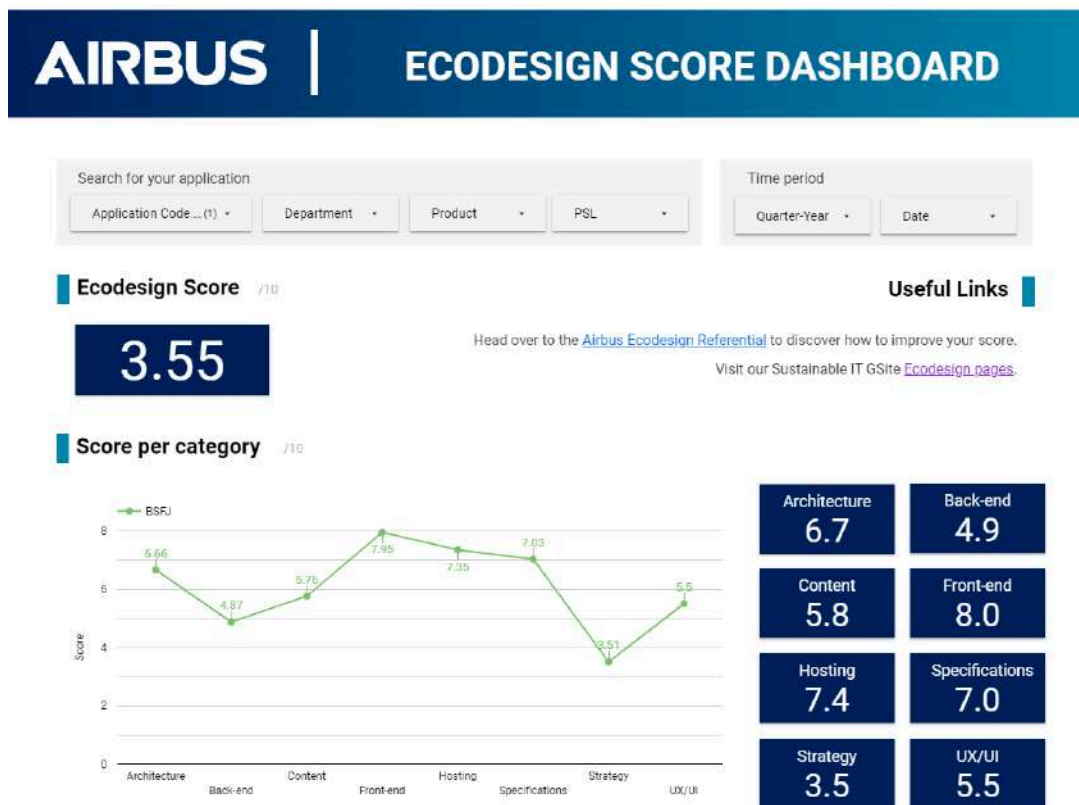 AIRBUS
ECODESIGN SCORE DASHBOARD
Search for your application
Application Code... (1)
Department
Product
PSL
Time period
Quarter-Year
Date
Ecodesign Score /10
3.55
Useful Links
Head over to the Airbus Ecodesign Referential to discover how to improve your score.
Visit our Sustainable IT GSite Ecodesign pages.
Score per category /10
BSFJ
8
6
4
2
0
Score
6.66
4.87
5.76
7.95
7.35
7.03
3.51
5.5
Architecture
Back-end
Content
Front-end
Hosting
Specifications
Strategy
UX/UI
Architecture
6.7
Back-end
4.9
Content
5.8
Front-end
8.0
Hosting
7.4
Specifications
7.0
Strategy
3.5
UX/UI
5.5